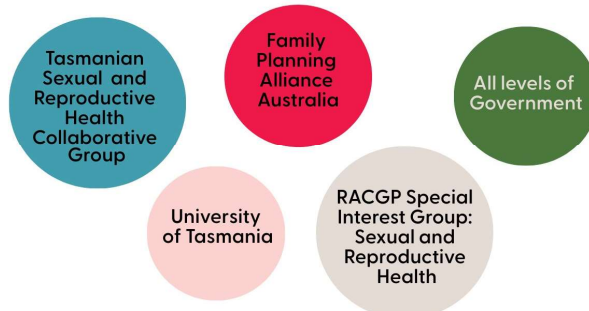 Tasmanian
Sexual and
Reproductive
Health
Collaborative
Group
Family
Planning
Alliance
Australia
All levels of
Government
University
of Tasmania
RACGP Special
Interest Group:
Sexual and
Reproductive
Health